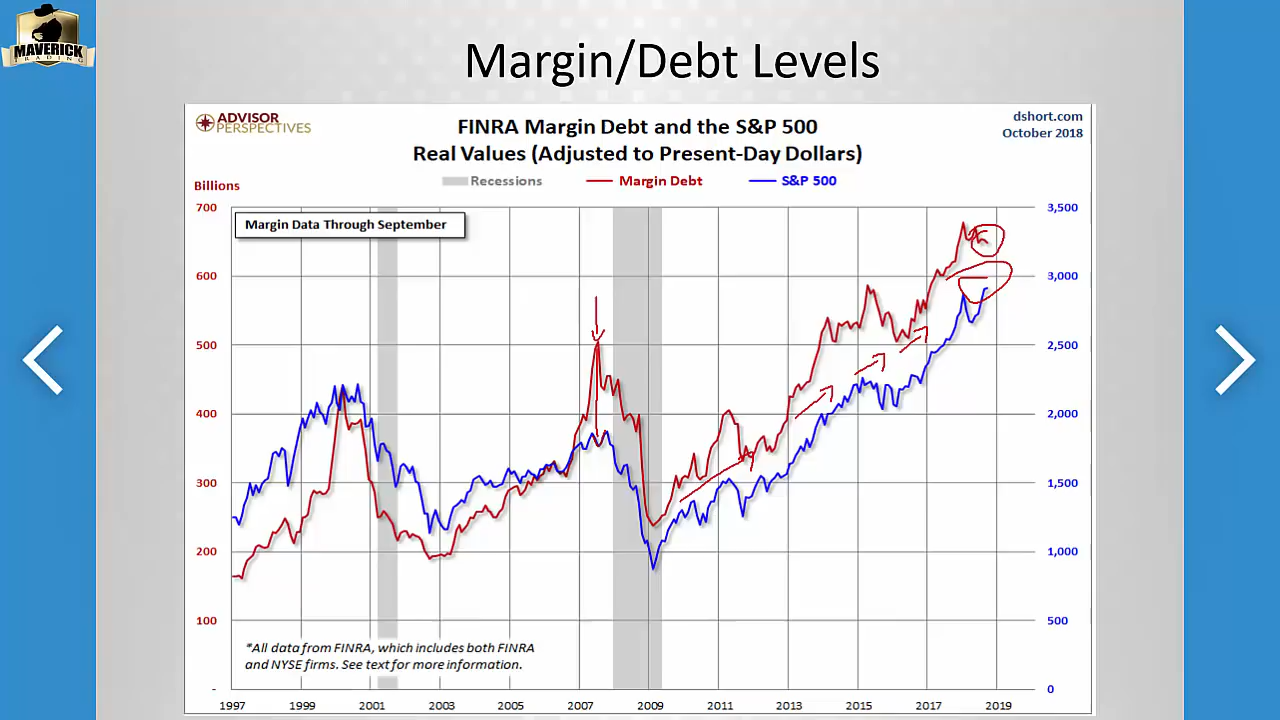 MAVERICK
TRADING
Margin/Debt Levels
ADVISOR
PERSPECTIVES
dshort.com
October 2018
FINRA Margin Debt and the S&P 500
Real Values (Adjusted to Present-Day Dollars)
Recessions Margin Debt S&P 500
Billions
700 3,500
Margin Data Through September
600 3,000
500 2,500
400 2,000
300 1,500
200 1,000
100 500
*All data from FINRA, which includes both FINRA
and NYSE firms. See text for more information.
- 0
1997 1999 2001 2003 2005 2007 2009 2011 2013 2015 2017 2019